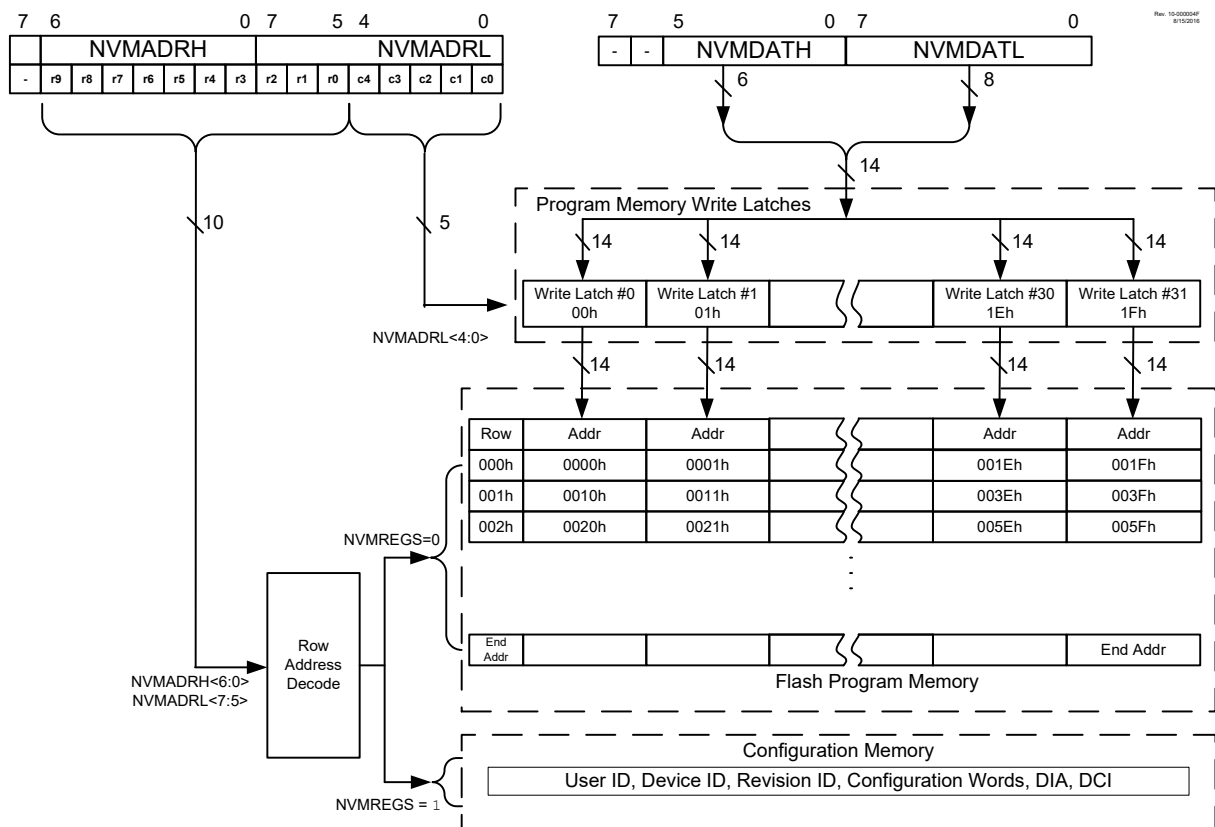 Rev. 10-000004F
8/15/2016
7 6 0 7 5 4 0
NVMADRH NVMADRL
- r9 r8 r7 r6 r5 r4 r3 r2 r1 r0 c4 c3 c2 c1 c0
7 5 0 7 0
- - NVMDATH NVMDATL
6 8
14
10 5
Program Memory Write Latches
14 14 14 14
Write Latch #0 Write Latch #1 Write Latch #30 Write Latch #31
00h 01h 1Eh 1Fh
NVMADRL<4:0>
14 14 14 14
Row Addr Addr Addr Addr
000h 0000h 0001h 001Eh 001Fh
001h 0010h 0011h 003Eh 003Fh
002h 0020h 0021h 005Eh 005Fh
NVMREGS=0
End
Addr
End Addr
Flash Program Memory
Row
Address
Decode
NVMADRH<6:0>
NVMADRL<7:5>
Configuration Memory
User ID, Device ID, Revision ID, Configuration Words, DIA, DCI
NVMREGS = 1